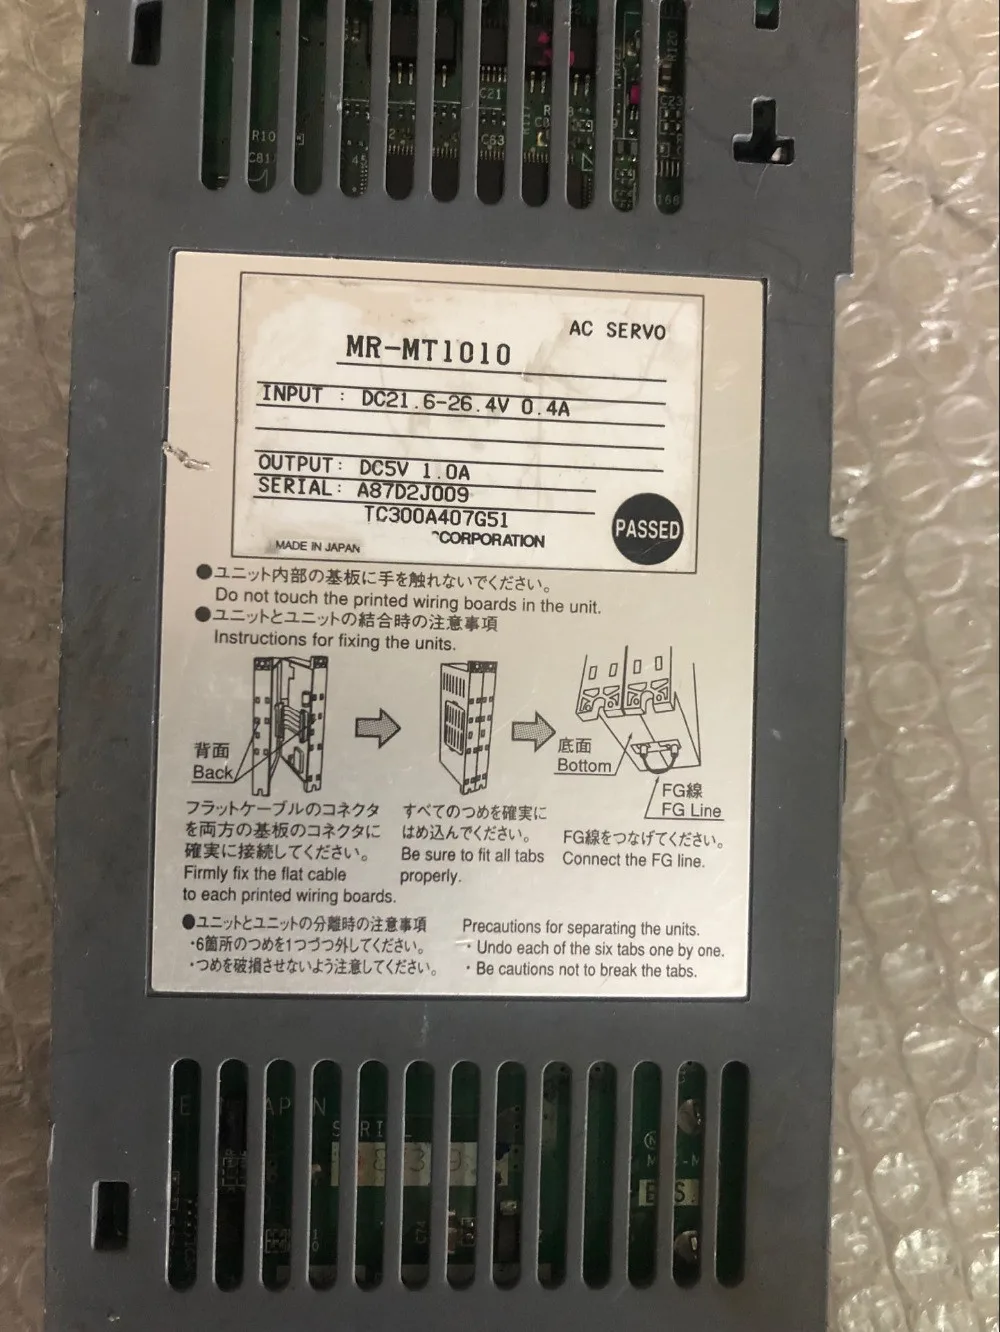 R10
C81
C21
C63
R120
C23
166
AC SERVO
MR-MT1010
INPUT : DC21.6-26.4V 0.4A
OUTPUT: DC5V 1.0A
SERIAL: A87D2J009
TC300A407G51
CORPORATION
MADE IN JAPAN
PASSED
●ユニット内部の基板に手を触れないでください。
Do not touch the printed wiring boards in the unit.
●ユニットとユニットの結合時の注意事項
Instructions for fixing the units.
背面
Back
底面
Bottom
FG線
FG Line
フラットケーブルのコネクタ
を両方の基板のコネクタに
確実に接続してください。
Firmly fix the flat cable
to each printed wiring boards.
すべてのつめを確実に
はめ込んでください。
Be sure to fit all tabs
properly.
FG線をつなげてください。
Connect the FG line.
●ユニットとユニットの分離時の注意事項
・6箇所のつめを1つづつ外してください。
・つめを破損させないよう注意してください。
Precautions for separating the units.
・Undo each of the six tabs one by one.
・Be cautions not to break the tabs.